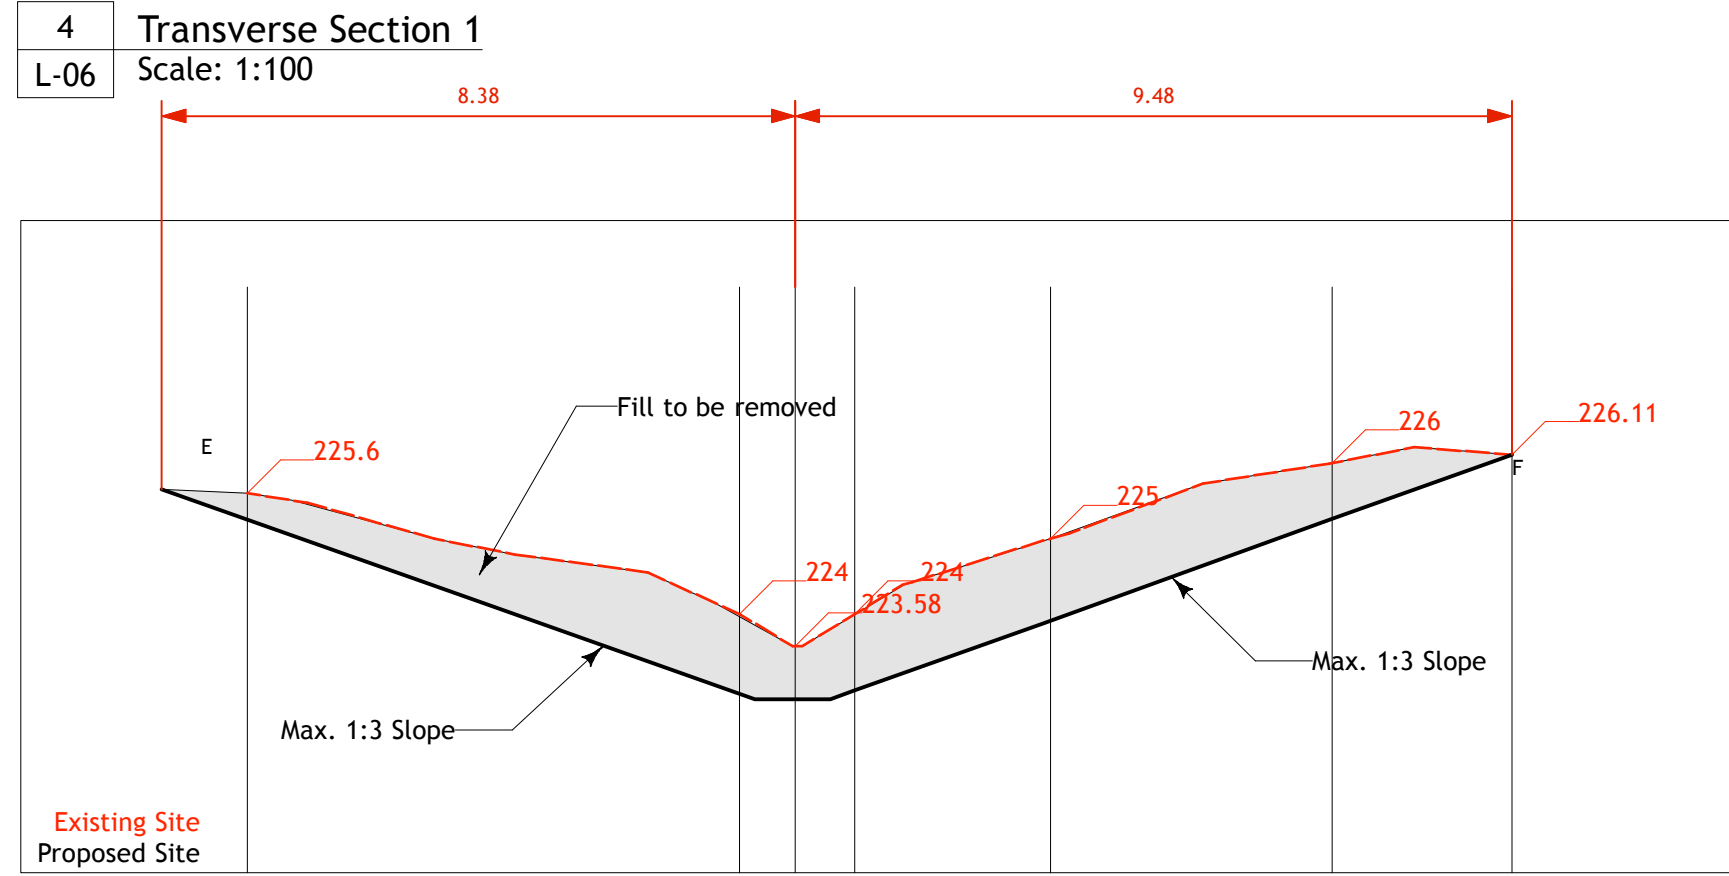 4
Transverse Section 1
L-06
Scale: 1:100
8.38
9.48
Fill to be removed
E
225.6
226
226.11
F
225
224
224
223.58
Max. 1:3 Slope
Max. 1:3 Slope
Existing Site
Proposed Site